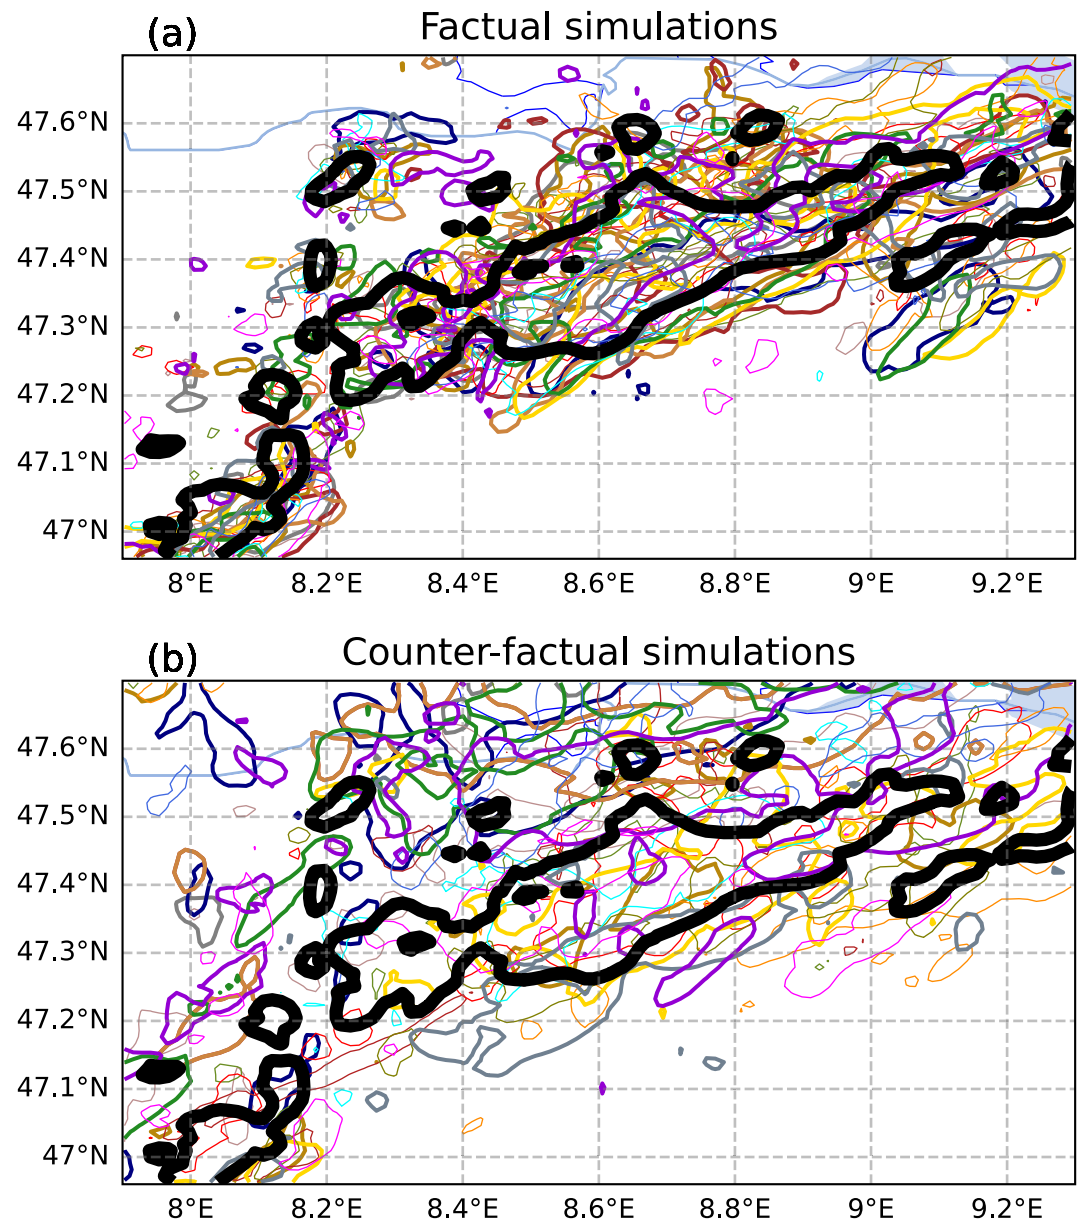 (a) Factual simulations
47.6°N
47.5°N
47.4°N
47.3°N
47.2°N
47.1°N
47°N
8°E 8.2°E 8.4°E 8.6°E 8.8°E 9°E 9.2°E
(b) Counter-factual simulations
47.6°N
47.5°N
47.4°N
47.3°N
47.2°N
47.1°N
47°N
8°E 8.2°E 8.4°E 8.6°E 8.8°E 9°E 9.2°E